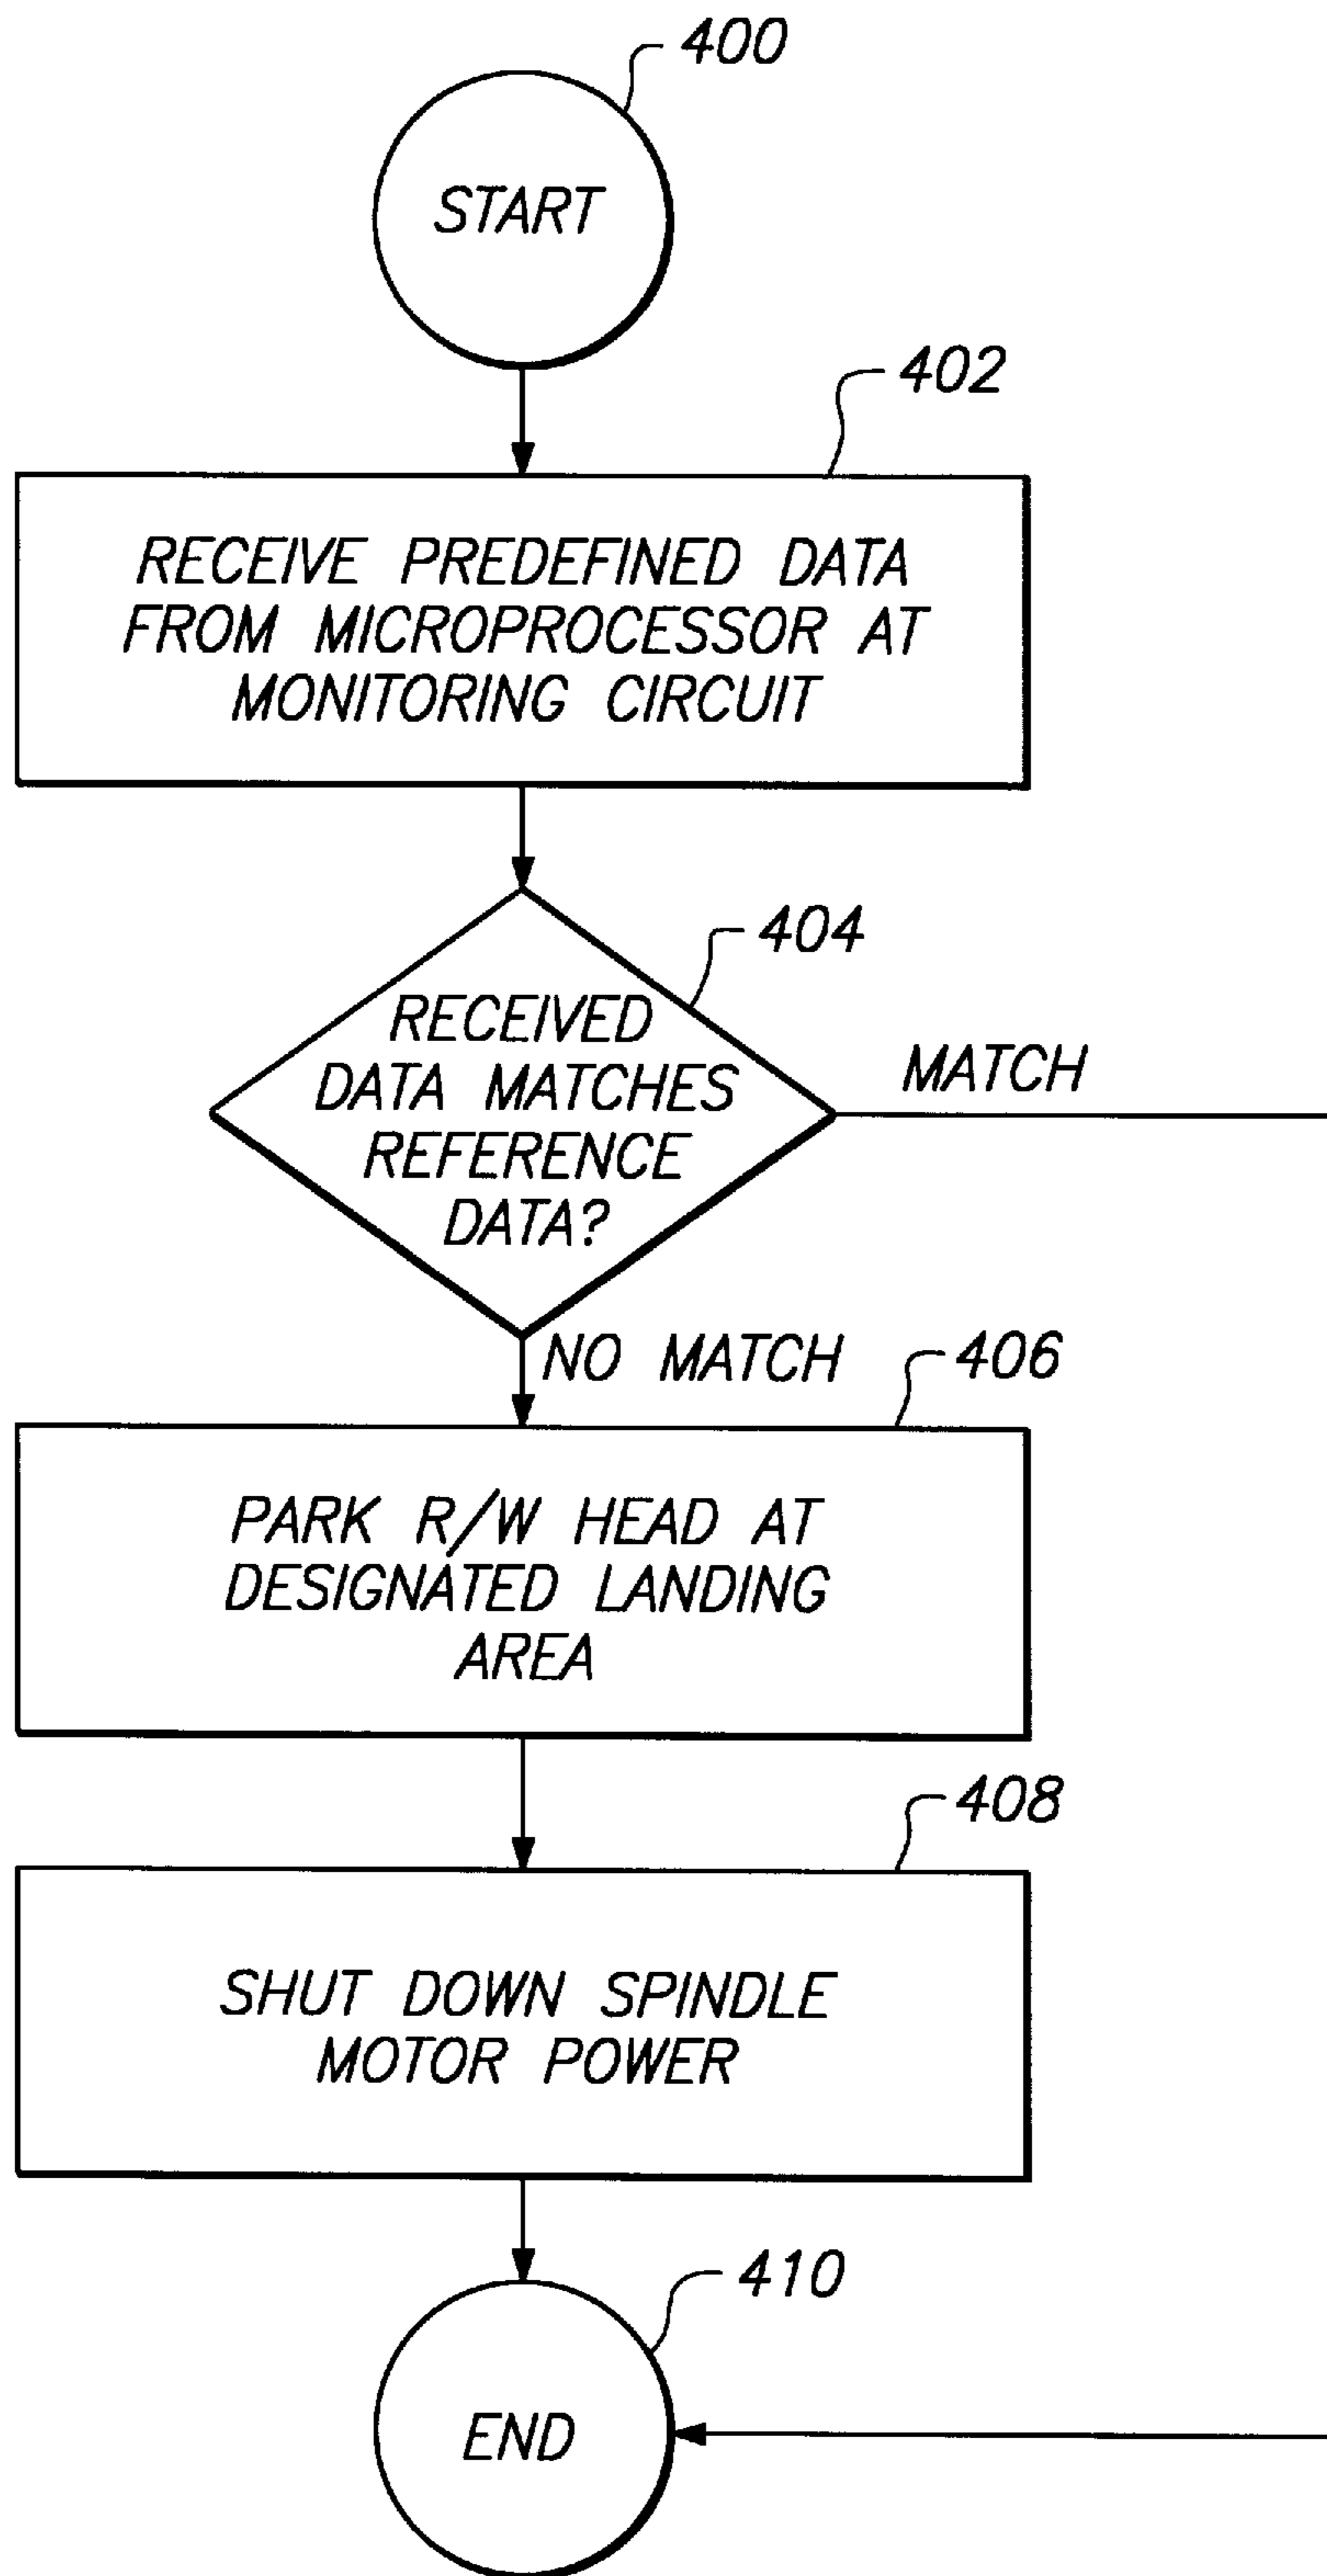 400
START
402
RECEIVE PREDEFINED DATA
FROM MICROPROCESSOR AT
MONITORING CIRCUIT
404
RECEIVED
DATA MATCHES
REFERENCE
DATA?
MATCH
NO MATCH
406
PARK R/W HEAD AT
DESIGNATED LANDING
AREA
408
SHUT DOWN SPINDLE
MOTOR POWER
410
END